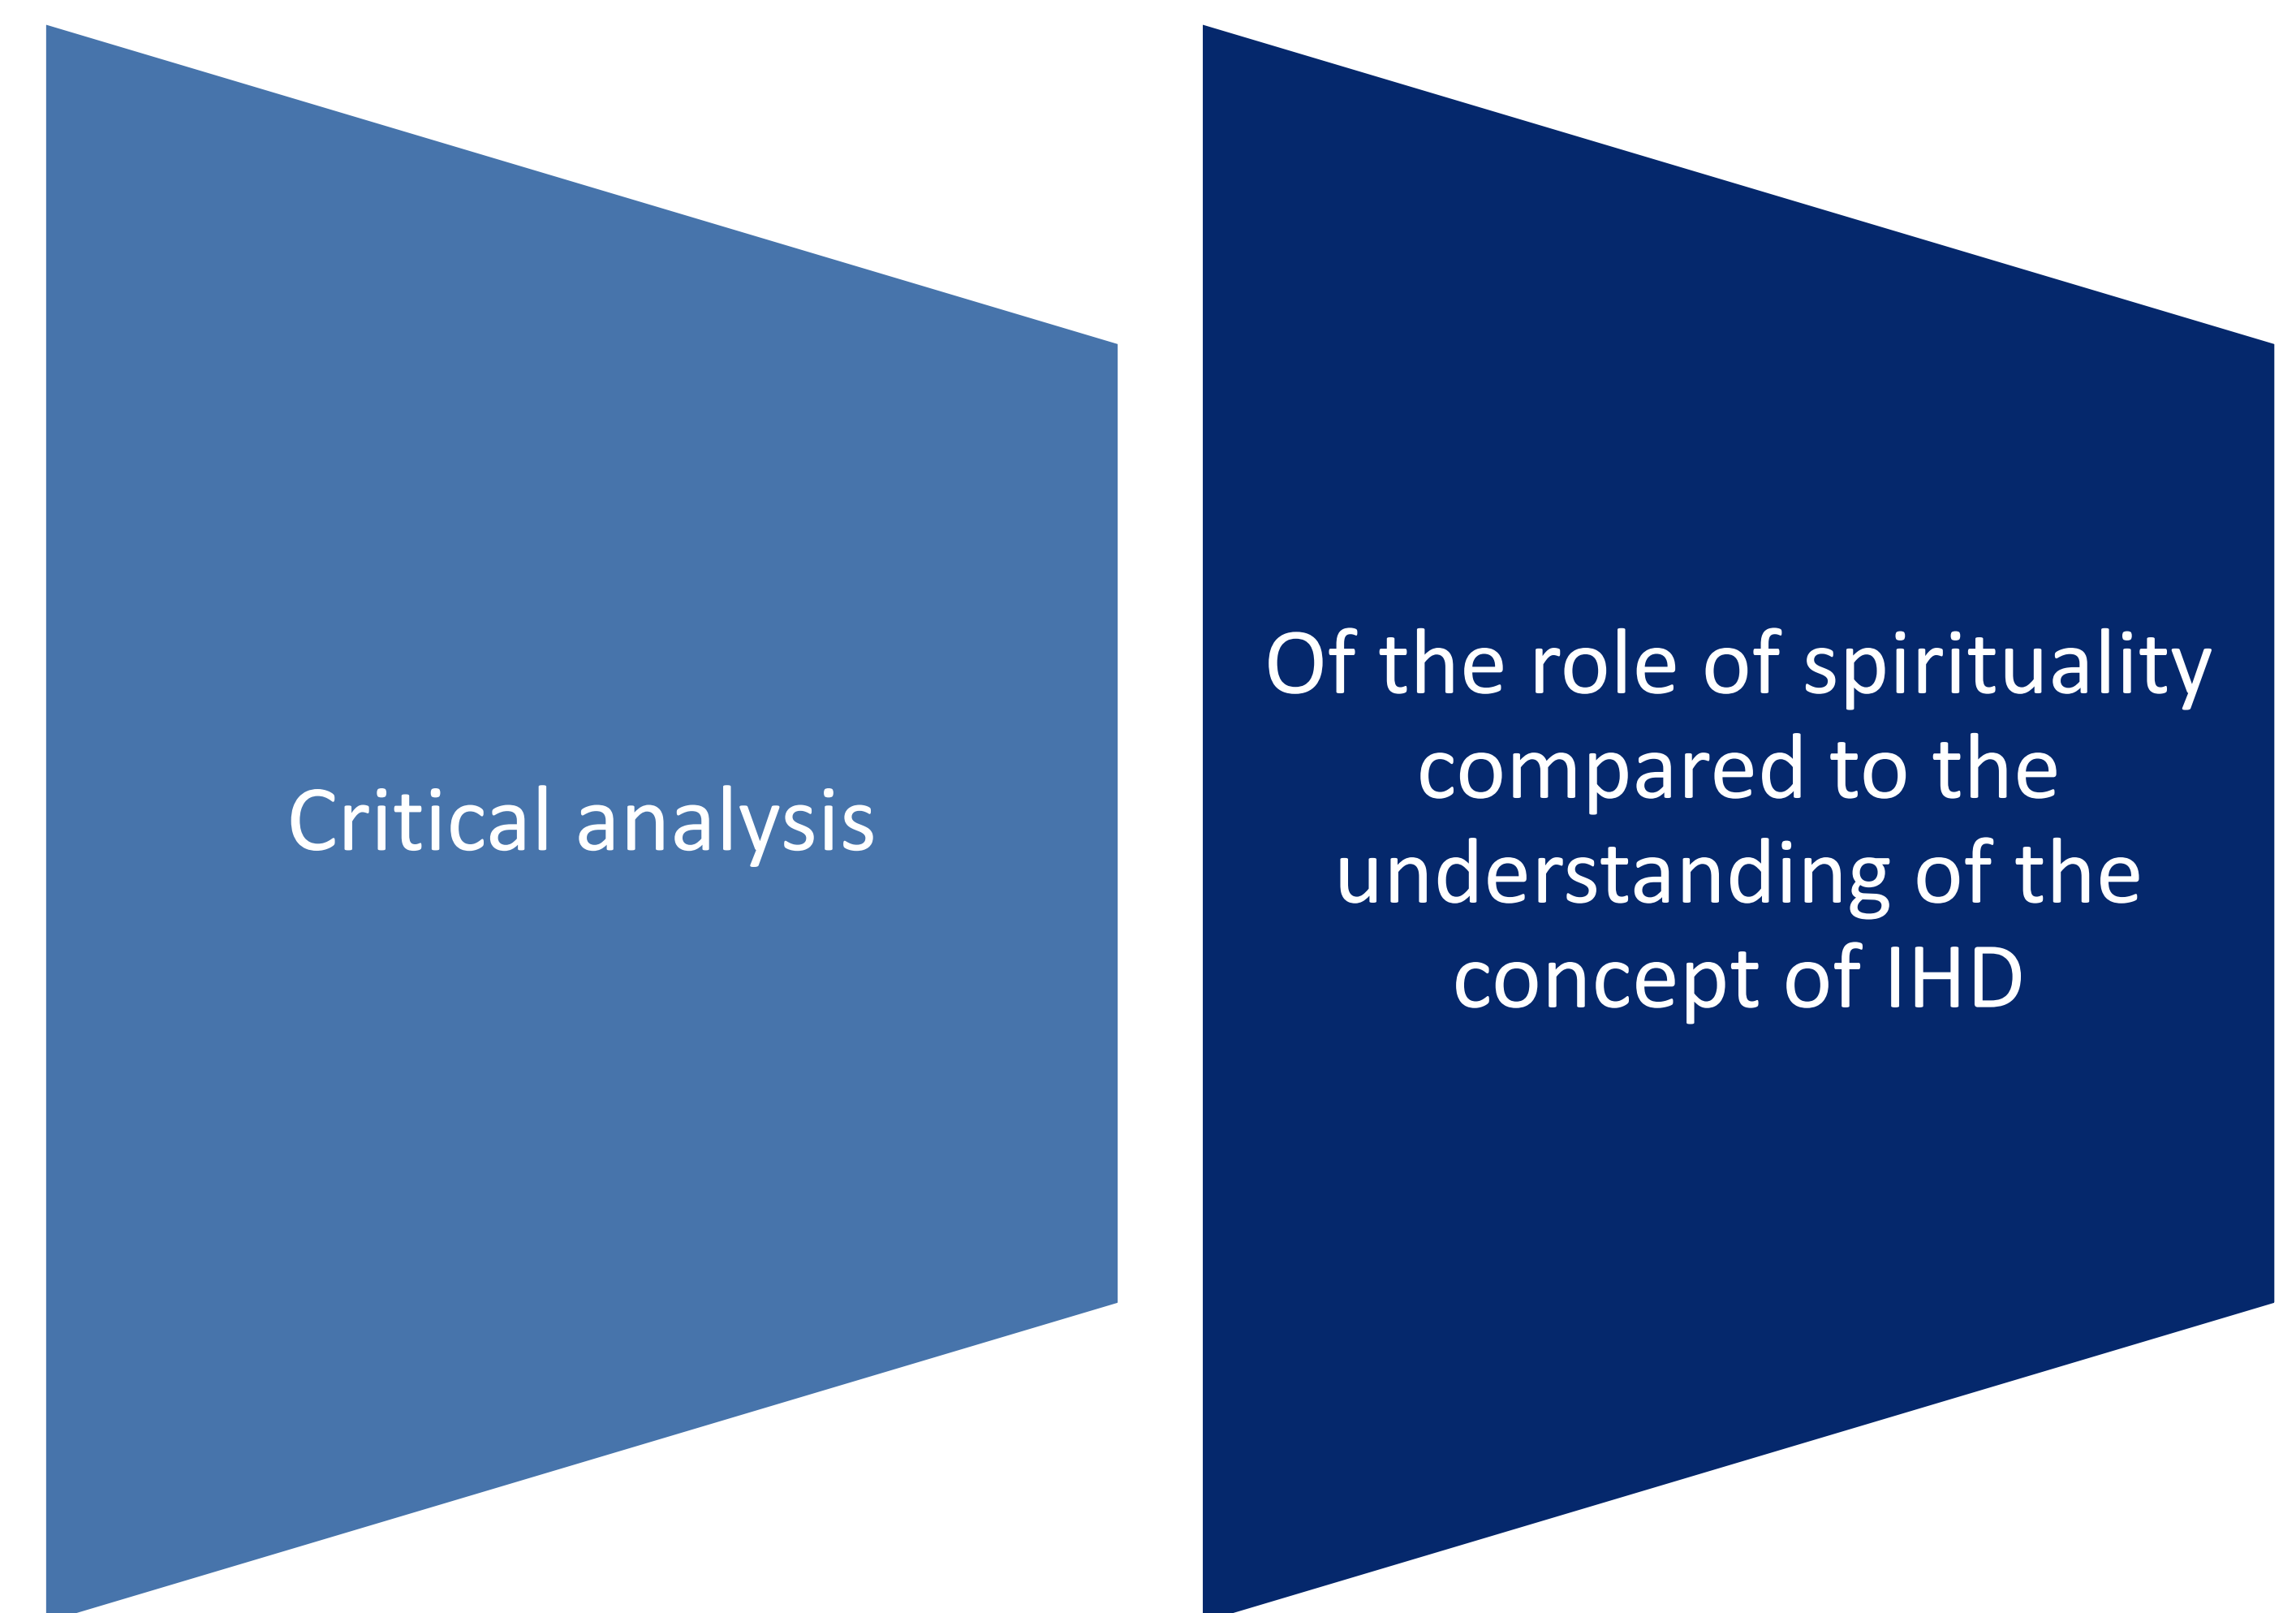 Critical analysis
Of the role of spirituality
compared to the
understanding of the
concept of IHD